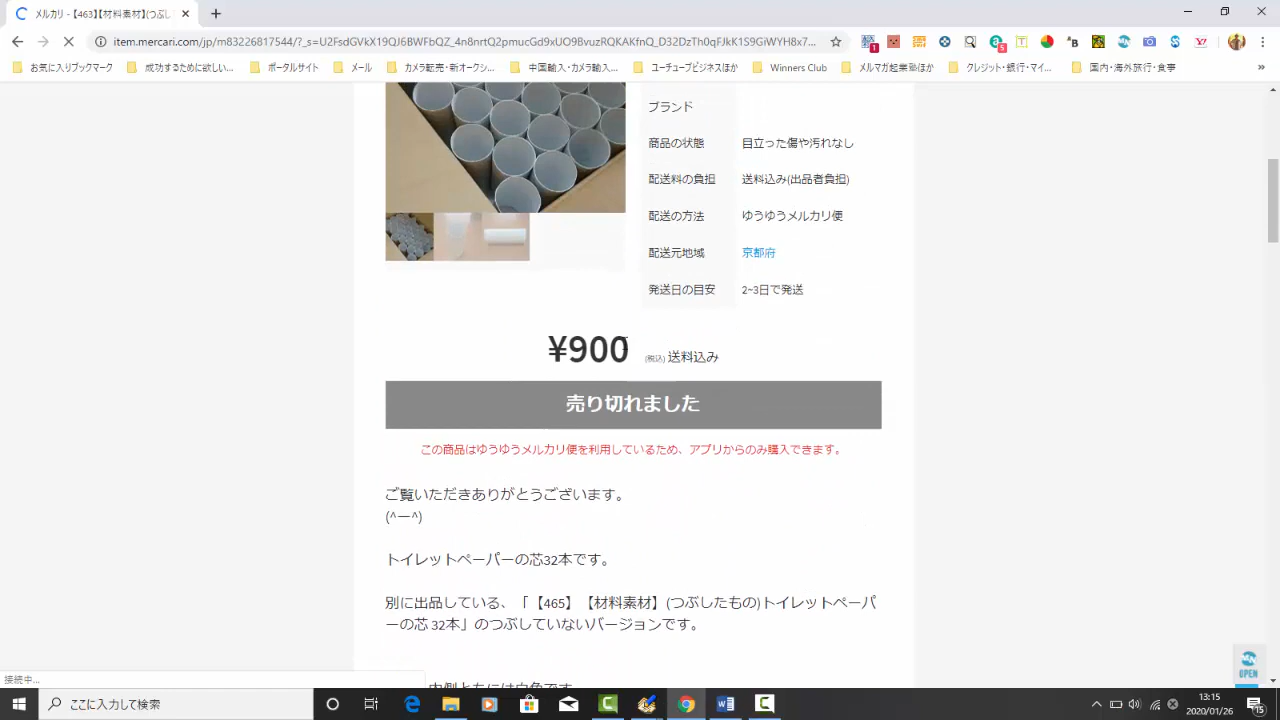 メルカリ - 【463】【材料素材】(つぶし
item.mercari.com/jp/m83226817544/?_s=U2FsdGVkX19QJ6BWFbQZ_
お気に入りブックマーク
成功するために欲しい...
ポータルサイト
メール
カメラ転売・新オークシ...
中国輸入・カメラ輸入...
ユーチューブビジネスほか
Winners Club
メルマガ起業塾ほか
クレジット・銀行・マイ...
国内・海外旅行・食事
»
ブランド
商品の状態 目立った傷や汚れなし
配送料の負担 送料込み(出品者負担)
配送の方法 ゆうゆうメルカリ便
配送元地域 京都府
発送日の目安 2~3日で発送
¥900 (税込) 送料込み
売り切れました
この商品はゆうゆうメルカリ便を利用しているため、アプリからのみ購入できます。
ご覧いただきありがとうございます。
(^ー^)
トイレットペーパーの芯32本です。
別に出品している、「【465】【材料素材】(つぶしたもの)トイレットペーパ
ーの芯 32本」のつぶしていないバージョンです。
OPEN
接続中...
ここに入力して検索
13:15
2020/01/26
15